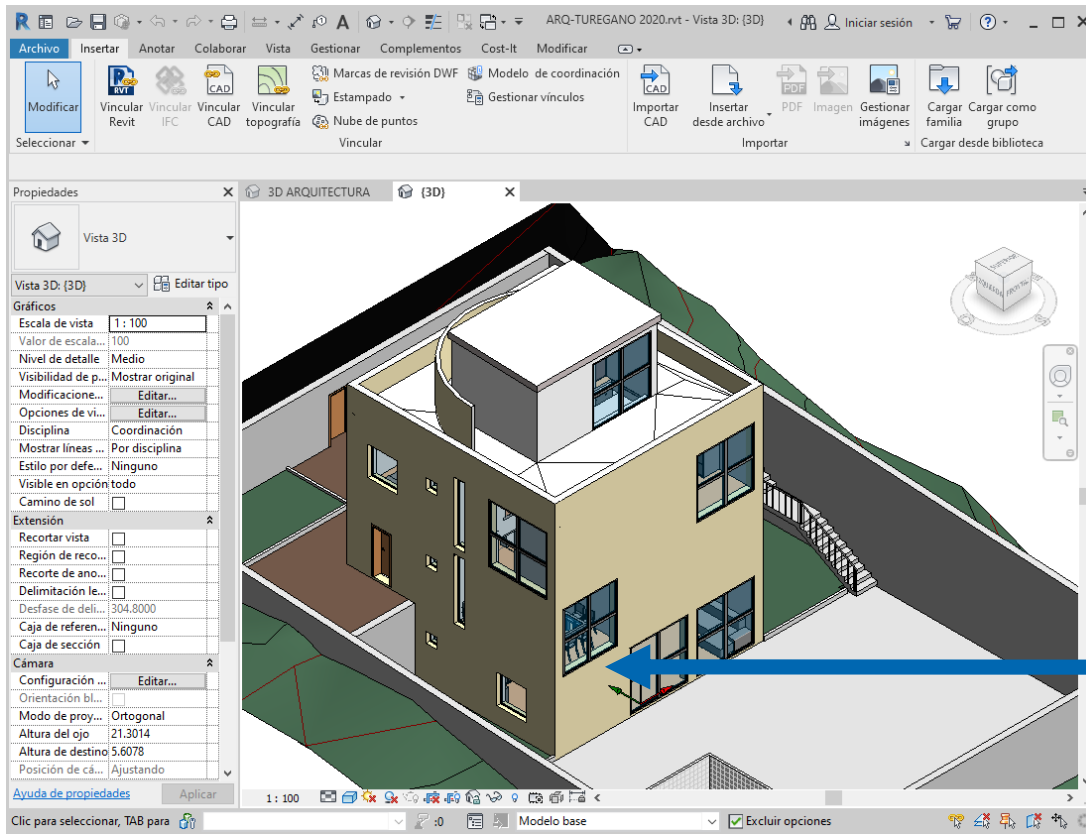 ARQ-TUREGANO 2020.rvt - Vista 3D: {3D}
Iniciar sesión
Archivo Insertar Anotar Colaborar Vista Gestionar Complementos Cost-It Modificar
Modificar
Vincular Revit
Vincular IFC
Vincular CAD
Vincular topografía
Marcas de revisión DWF
Estampado
Nube de puntos
Modelo de coordinación
Gestionar vínculos
Importar CAD
Insertar desde archivo
PDF
Imagen
Gestionar imágenes
Cargar familia
Cargar como grupo
Seleccionar
Vincular
Importar
Cargar desde biblioteca
Propiedades
3D ARQUITECTURA
{3D}
Vista 3D
Vista 3D: {3D}
Editar tipo
Gráficos
Escala de vista 1 : 100
Valor de escala... 100
Nivel de detalle Medio
Visibilidad de p... Mostrar original
Modificacione... Editar...
Opciones de vi... Editar...
Disciplina Coordinación
Mostrar líneas ... Por disciplina
Estilo por defe... Ninguno
Visible en opción todo
Camino de sol
Extensión
Recortar vista
Región de reco...
Recorte de ano...
Delimitación le...
Desfase de deli... 304.8000
Caja de referen... Ninguno
Caja de sección
Cámara
Configuración ... Editar...
Orientación bl...
Modo de proy... Ortogonal
Altura del ojo 21.3014
Altura de destino 5.6078
Posición de cá... Ajustando
Ayuda de propiedades
Aplicar
1 : 100
Clic para seleccionar, TAB para
:0
Modelo base
Excluir opciones